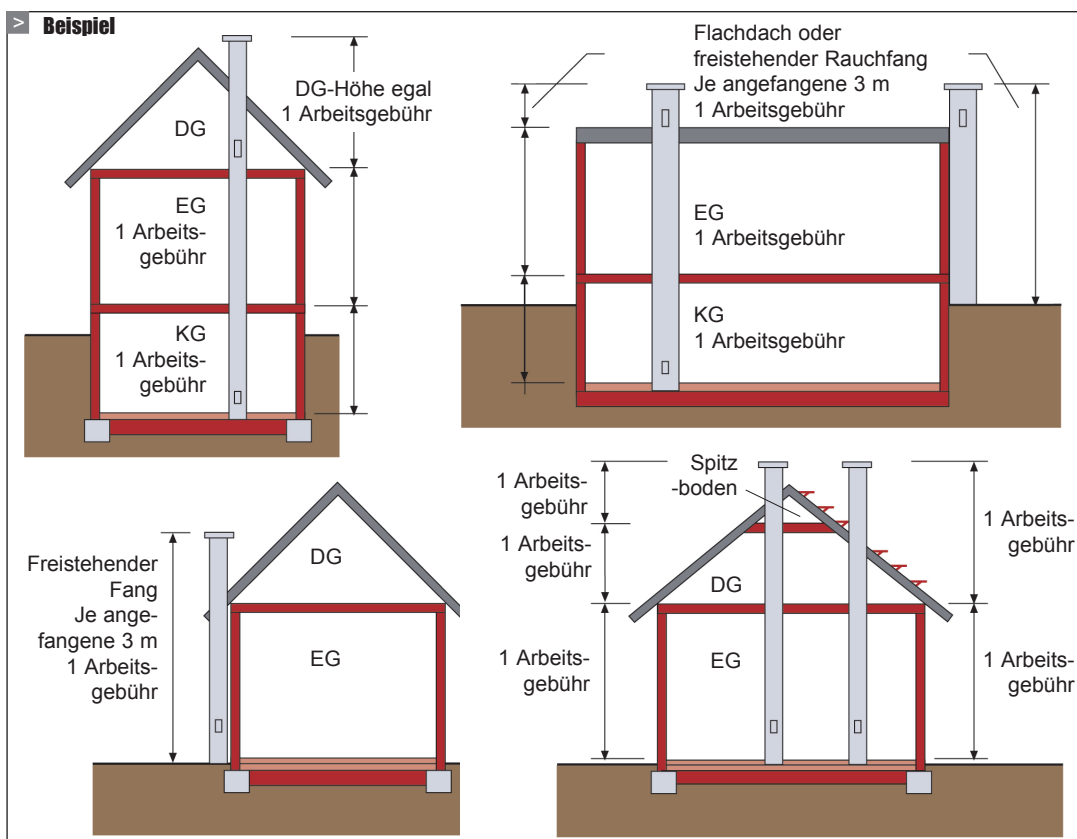 > Beispiel
DG-Höhe egal
1 Arbeitsgebühr
DG
EG
1 Arbeits-
gebühr
KG
1 Arbeits-
gebühr
Flachdach oder
freistehender Rauchfang
Je angefangene 3 m
1 Arbeitsgebühr
EG
1 Arbeitsgebühr
KG
1 Arbeitsgebühr
Freistehender
Fang
Je ange-
fangene 3 m
1 Arbeits-
gebühr
DG
EG
1 Arbeits-
gebühr
1 Arbeits-
gebühr
1 Arbeits-
gebühr
Spitz
-boden
DG
EG
1 Arbeits-
gebühr
1 Arbeits-
gebühr